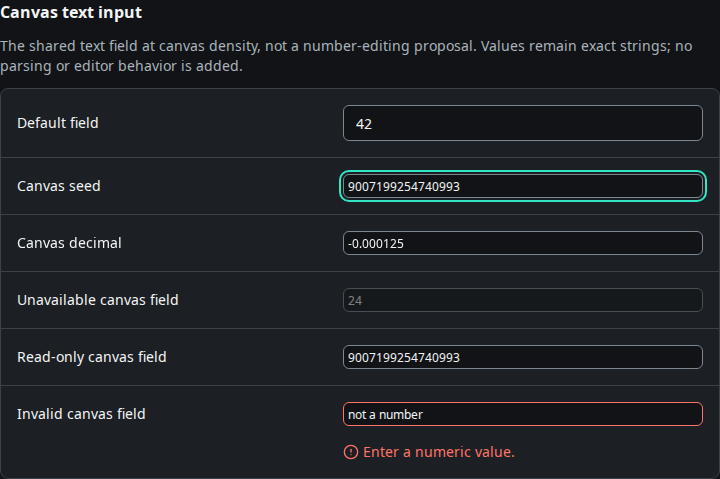 Canvas text input
The shared text field at canvas density, not a number-editing proposal. Values remain exact strings; no
parsing or editor behavior is added.
Default field
42
Canvas seed
9007199254740993
Canvas decimal
-0.000125
Unavailable canvas field
24
Read-only canvas field
9007199254740993
Invalid canvas field
not a number
Enter a numeric value.